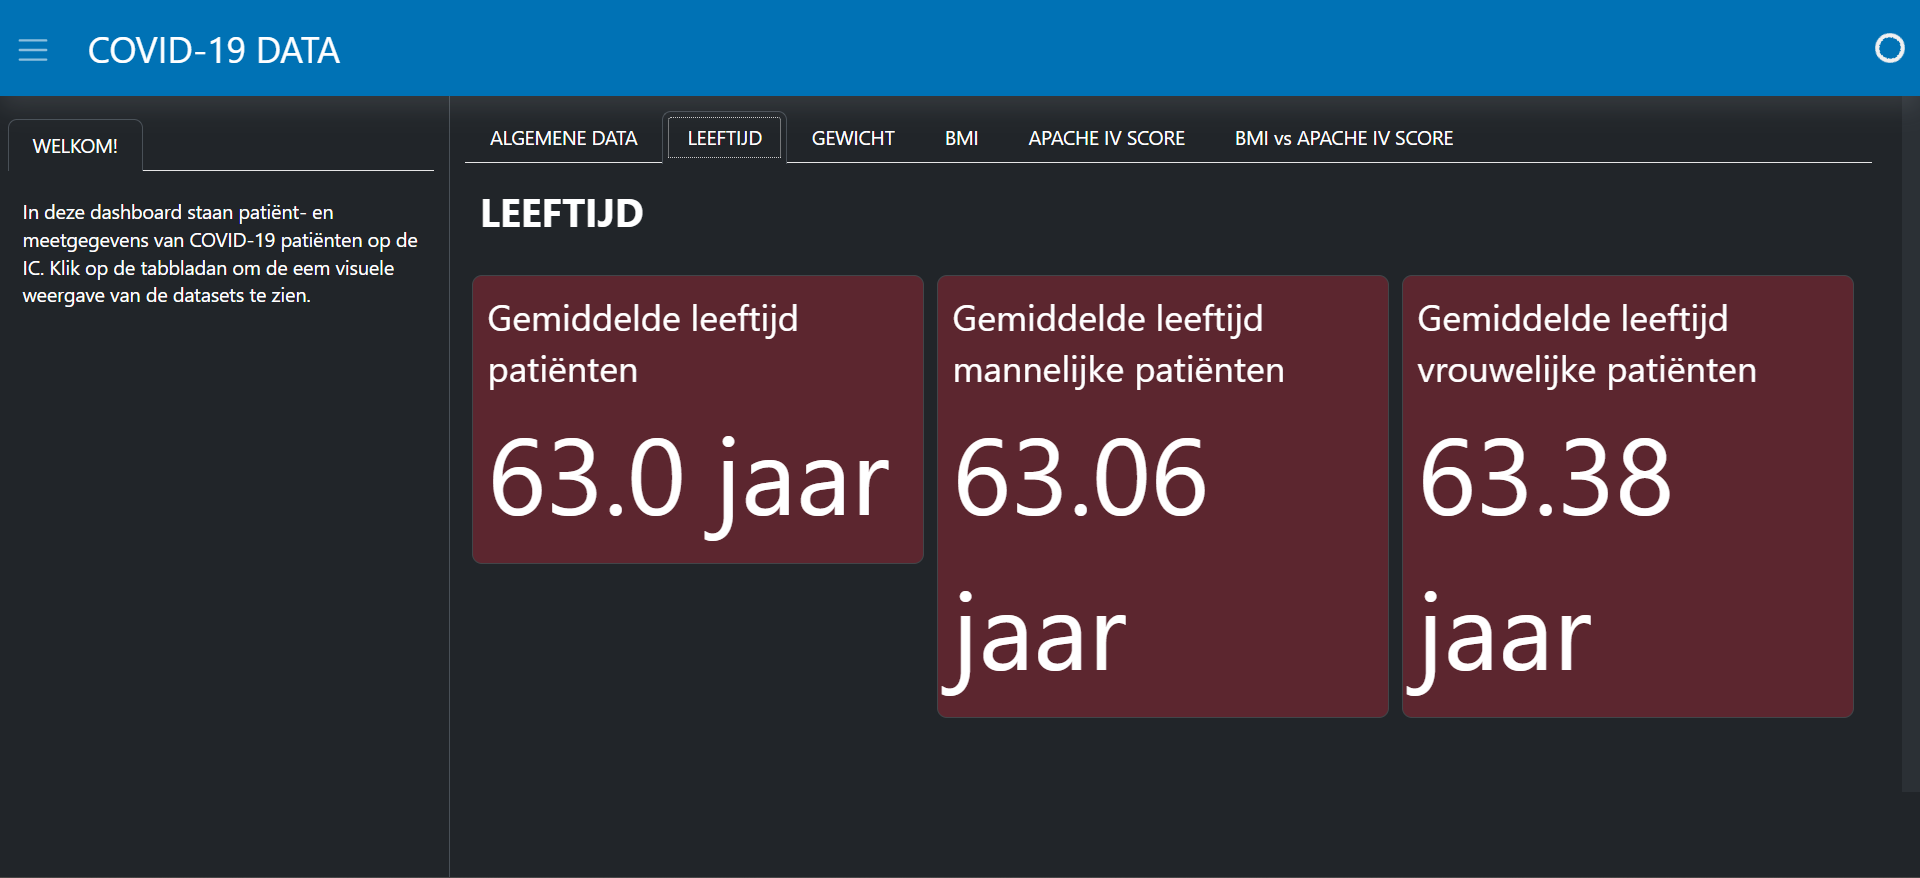 COVID-19 DATA
WELKOM!
In deze dashboard staan patiënt- en
meetgegevens van COVID-19 patiënten op de
IC. Klik op de tabbladan om de eem visuele
weergave van de datasets te zien.
ALGEMENE DATA LEEFTIJD GEWICHT BMI APACHE IV SCORE BMI vs APACHE IV SCORE
LEEFTIJD
Gemiddelde leeftijd
patiënten
63.0 jaar
Gemiddelde leeftijd
mannelijke patiënten
63.06
jaar
Gemiddelde leeftijd
vrouwelijke patiënten
63.38
jaar